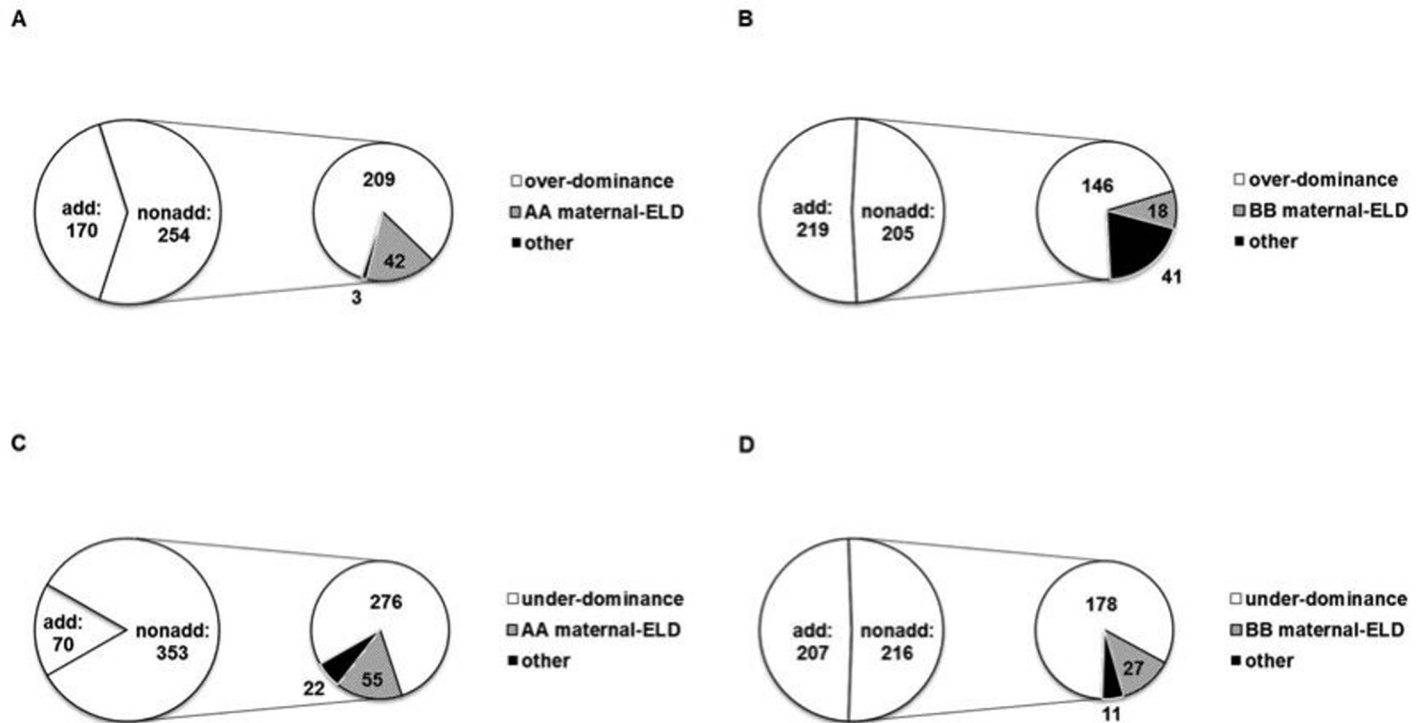 A
add:
170
nonadd:
254
209
42
3
over-dominance
AA maternal-ELD
other
B
add:
219
nonadd:
205
146
18
41
over-dominance
BB maternal-ELD
other
C
add:
70
nonadd:
353
276
55
22
under-dominance
AA maternal-ELD
other
D
add:
207
nonadd:
216
178
27
11
under-dominance
BB maternal-ELD
other